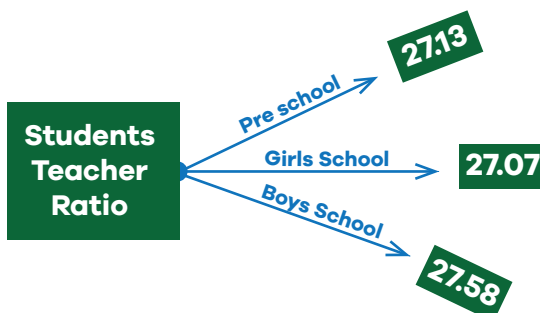 Students
Teacher
Ratio
Pre school
27.13
Girls School
27.07
Boys School
27.58